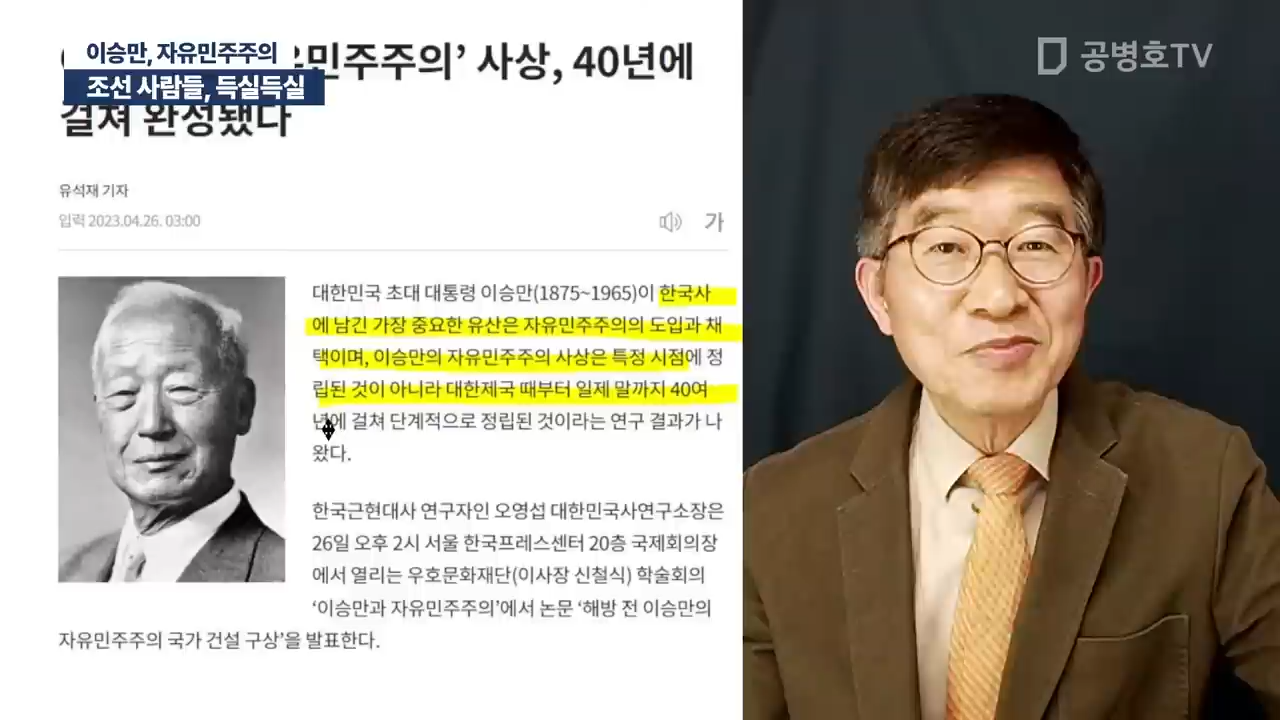 이승만, 자유민주주의
조선 사람들, 득실득실
유민주주의’ 사상, 40년에
걸쳐 완성됐다
공병호TV
유석재 기자
입력 2023.04.26. 03:00
가
대한민국 초대 대통령 이승만(1875~1965)이 한국사
에 남긴 가장 중요한 유산은 자유민주주의의 도입과 채
택이며, 이승만의 자유민주주의 사상은 특정 시점에 정
립된 것이 아니라 대한제국 때부터 일제 말까지 40여
년에 걸쳐 단계적으로 정립된 것이라는 연구 결과가 나
왔다.
한국근현대사 연구자인 오영섭 대한민국사연구소장은
26일 오후 2시 서울 한국프레스센터 20층 국제회의장
에서 열리는 우호문화재단(이사장 신철식) 학술회의
‘이승만과 자유민주주의’에서 논문 ‘해방 전 이승만의
자유민주주의 국가 건설 구상’을 발표한다.